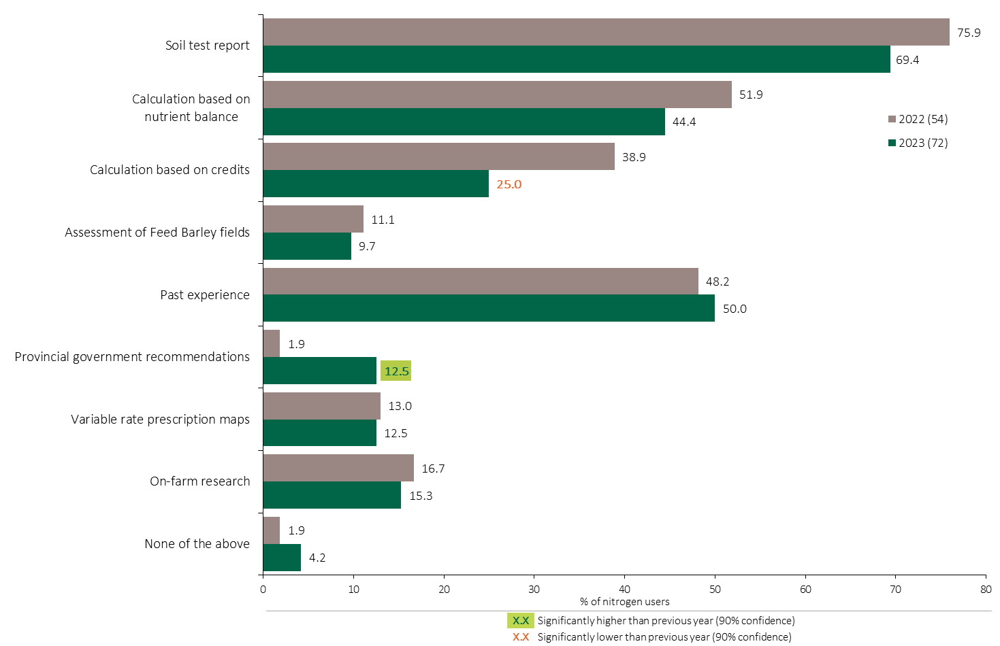 Soil test report
75.9
69.4
Calculation based on
nutrient balance
51.9
44.4
2022 (54)
2023 (72)
Calculation based on credits
38.9
25.0
Assessment of Feed Barley fields
11.1
9.7
Past experience
48.2
50.0
Provincial government recommendations
1.9
12.5
Variable rate prescription maps
13.0
12.5
On-farm research
16.7
15.3
None of the above
1.9
4.2
0 10 20 30 40 50 60 70 80
% of nitrogen users
X.X Significantly higher than previous year (90% confidence)
X.X Significantly lower than previous year (90% confidence)